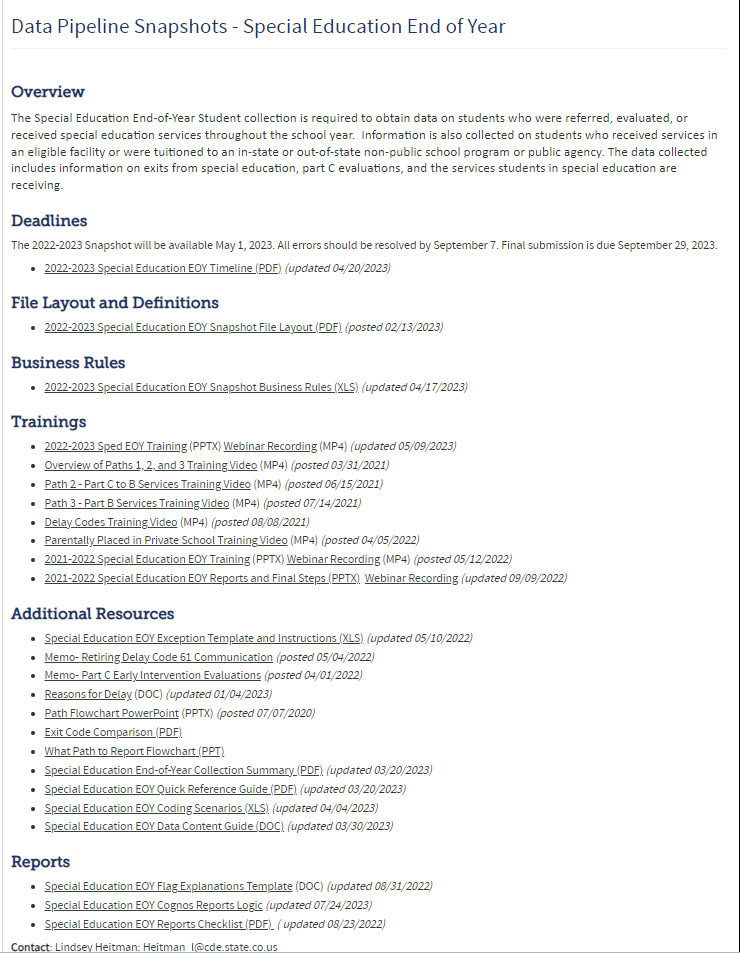 Data Pipeline Snapshots - Special Education End of Year
Overview
The Special Education End-of-Year Student collection is required to obtain data on students who were referred, evaluated, or
received special education services throughout the school year.  Information is also collected on students who received services in
an eligible facility or were tuitioned to an in-state or out-of-state non-public school program or public agency. The data collected
includes information on exits from special education, part C evaluations, and the services students in special education are
receiving.
Deadlines
The 2022-2023 Snapshot will be available May 1, 2023. All errors should be resolved by September 7. Final submission is due September 29, 2023.
• 2022-2023 Special Education EOY Timeline (PDF) (updated 04/20/2023)
File Layout and Definitions
• 2022-2023 Special Education EOY Snapshot File Layout (PDF) (posted 02/13/2023)
Business Rules
• 2022-2023 Special Education EOY Snapshot Business Rules (XLS) (updated 04/17/2023)
Trainings
• 2022-2023 Sped EOY Training (PPTX) Webinar Recording (MP4) (updated 05/09/2023)
• Overview of Paths 1, 2, and 3 Training Video (MP4) (posted 03/31/2021)
• Path 2 - Part C to B Services Training Video (MP4) (posted 06/15/2021)
• Path 3 - Part B Services Training Video (MP4) (posted 07/14/2021)
• Delay Codes Training Video (MP4) (posted 08/08/2021)
• Parentally Placed in Private School Training Video (MP4) (posted 04/05/2022)
• 2021-2022 Special Education EOY Training (PPTX) Webinar Recording (MP4) (posted 05/12/2022)
• 2021-2022 Special Education EOY Reports and Final Steps (PPTX)  Webinar Recording (updated 09/09/2022)
Additional Resources
• Special Education EOY Exception Template and Instructions (XLS) (updated 05/10/2022)
• Memo- Retiring Delay Code 61 Communication (posted 05/04/2022)
• Memo- Part C Early Intervention Evaluations (posted 04/01/2022)
• Reasons for Delay (DOC) (updated 01/04/2023)
• Path Flowchart PowerPoint (PPTX) (posted 07/07/2020)
• Exit Code Comparison (PDF)
• What Path to Report Flowchart (PPT)
• Special Education End-of-Year Collection Summary (PDF) (updated 03/20/2023)
• Special Education EOY Quick Reference Guide (PDF) (updated 03/20/2023)
• Special Education EOY Coding Scenarios (XLS) (updated 04/04/2023)
• Special Education EOY Data Content Guide (DOC) (updated 03/30/2023)
Reports
• Special Education EOY Flag Explanations Template (DOC) (updated 08/31/2022)
• Special Education EOY Cognos Reports Logic (updated 07/24/2023)
• Special Education EOY Reports Checklist (PDF)  ( updated 08/23/2022)
Contact: Lindsey Heitman: Heitman_l@cde.state.co.us